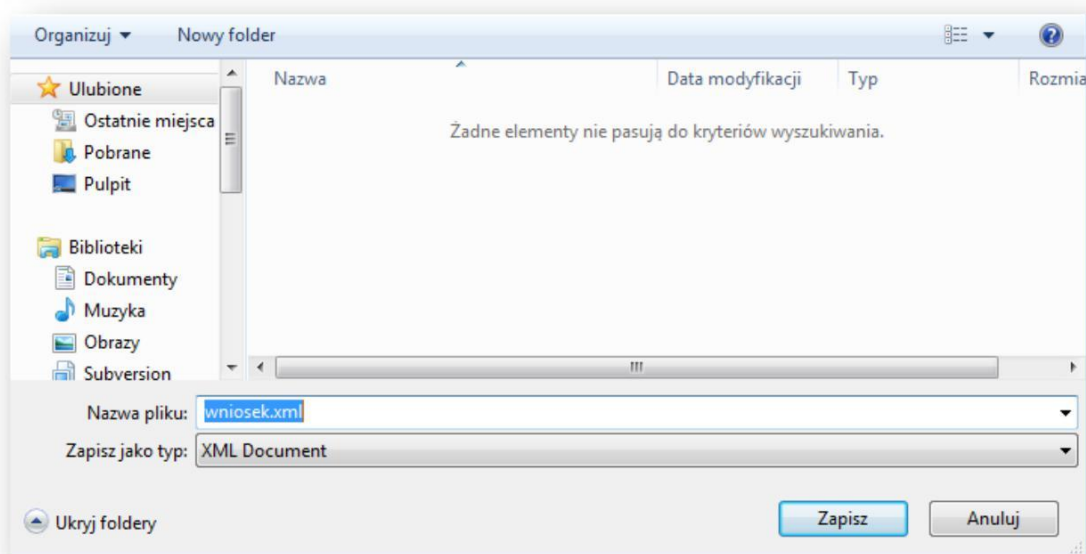 Organizuj Nowy folder
Nazwa Data modyfikacji Typ Rozmia
Żadne elementy nie pasują do kryteriów wyszukiwania.
Ulubione
Ostatnie miejsca
Pobrane
Pulpit
Biblioteki
Dokumenty
Muzyka
Obrazy
Subversion
Nazwa pliku: wniosek.xml
Zapisz jako typ: XML Document
Ukryj foldery Zapisz Anuluj